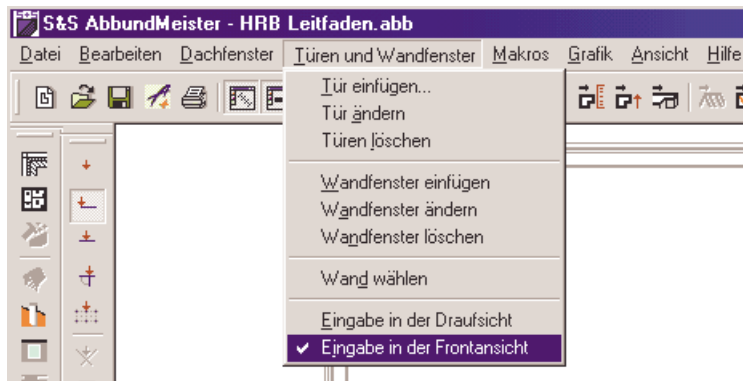 S&S AbbundMeister - HRB Leitfaden.abb
Datei Bearbeiten Dachfenster Türen und Wandfenster Makros Grafik Ansicht Hilfe
Tür einfügen...
Tür ändern
Türen löschen
Wandfenster einfügen
Wandfenster ändern
Wandfenster löschen
Wand wählen
Eingabe in der Draufsicht
Eingabe in der Frontansicht